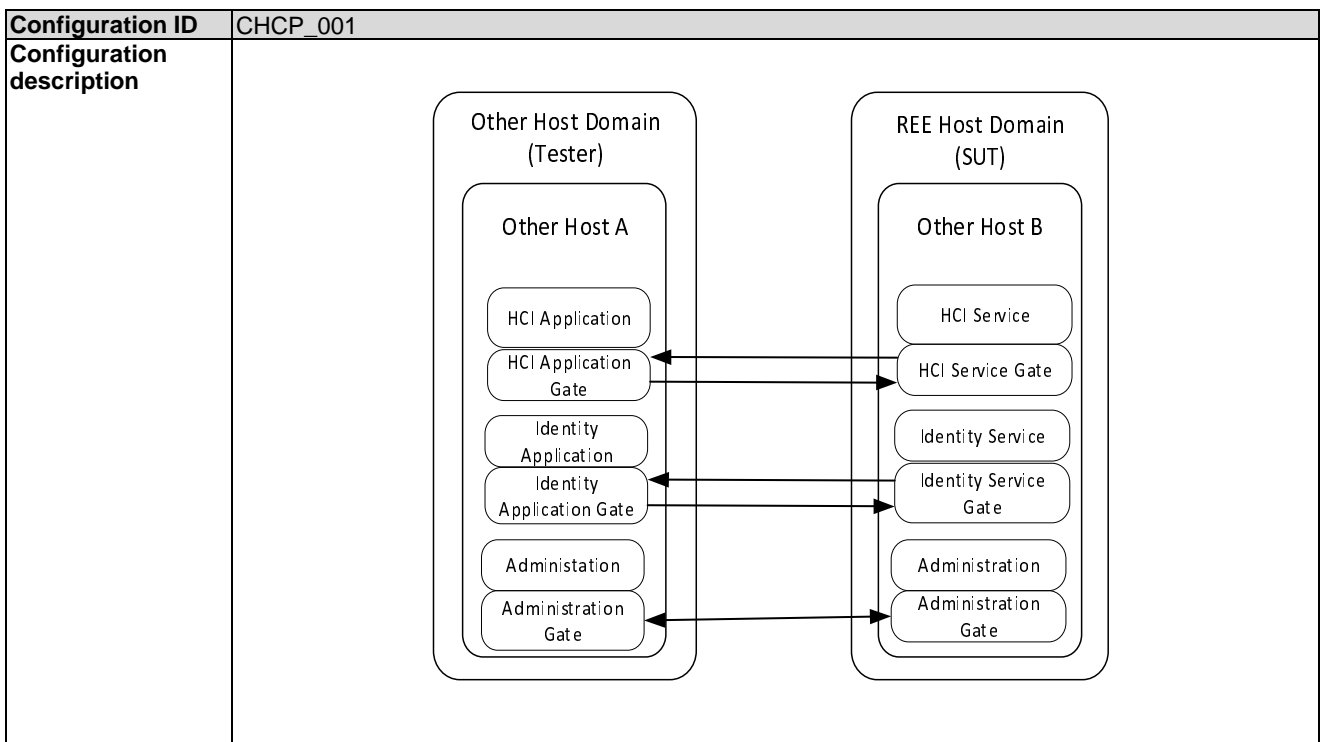 Configuration ID CHCP_001
Configuration
description
Other Host Domain
(Tester)
Other Host A
HCI Application
HCI Application
Gate
Identity
Application
Identity
Application Gate
Administation
Administration
Gate
REE Host Domain
(SUT)
Other Host B
HCI Service
HCI Service Gate
Identity Service
Identity Service
Gate
Administration
Administration
Gate